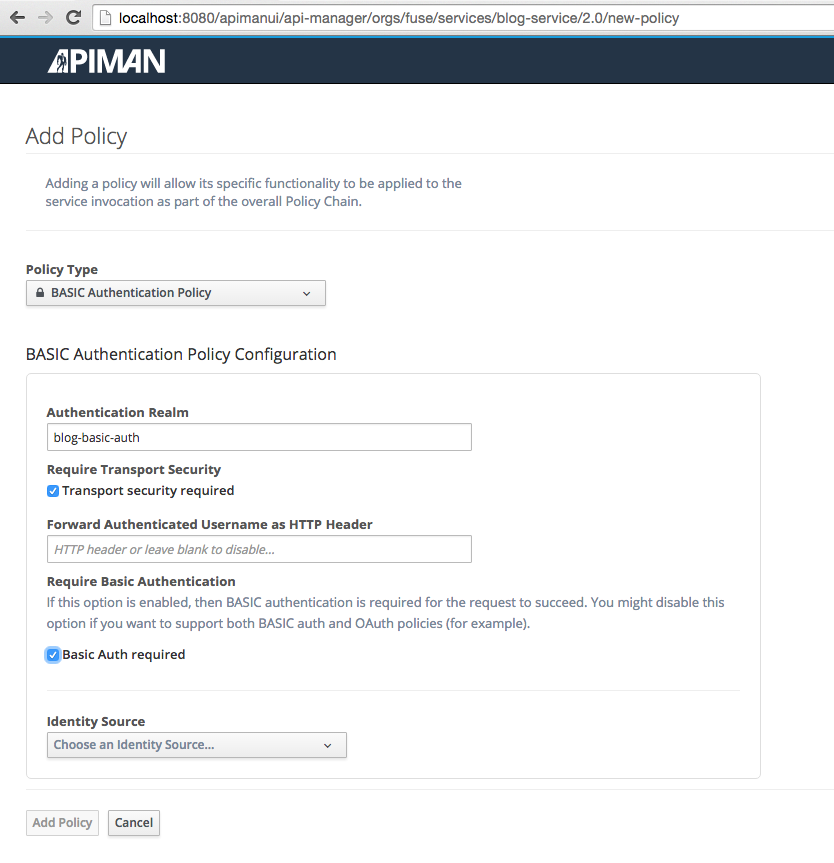 localhost:8080/apimanui/api-manager/orgs/fuse/services/blog-service/2.0/new-policy
APIMAN
Add Policy
Adding a policy will allow its specific functionality to be applied to the
service invocation as part of the overall Policy Chain.
Policy Type
BASIC Authentication Policy
BASIC Authentication Policy Configuration
Authentication Realm
blog-basic-auth
Require Transport Security
Transport security required
Forward Authenticated Username as HTTP Header
HTTP header or leave blank to disable...
Require Basic Authentication
If this option is enabled, then BASIC authentication is required for the request to succeed. You might disable this
option if you want to support both BASIC auth and OAuth policies (for example).
Basic Auth required
Identity Source
Choose an Identity Source...
Add Policy Cancel